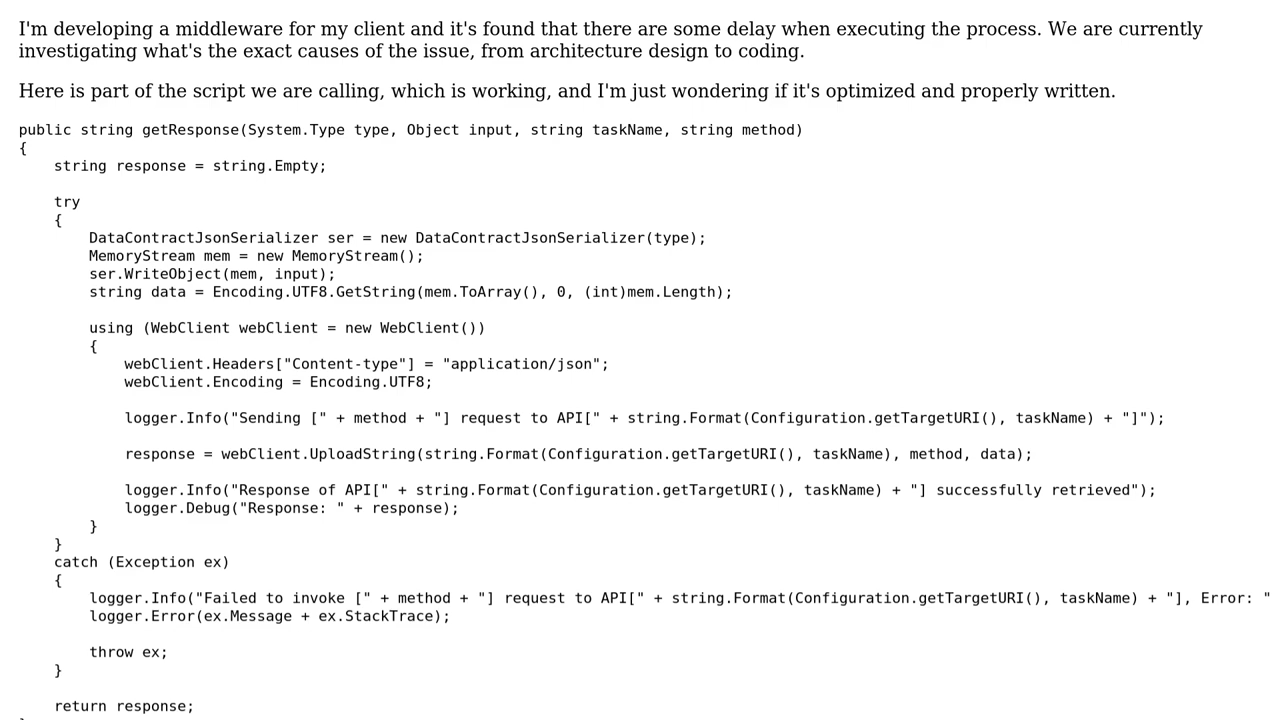 I'm developing a middleware for my client and it's found that there are some delay when executing the process. We are currently
investigating what's the exact causes of the issue, from architecture design to coding.
Here is part of the script we are calling, which is working, and I'm just wondering if it's optimized and properly written.
public string getResponse(System.Type type, Object input, string taskName, string method)
{
    string response = string.Empty;
    try
    {
        DataContractJsonSerializer ser = new DataContractJsonSerializer(type);
        MemoryStream mem = new MemoryStream();
        ser.WriteObject(mem, input);
        string data = Encoding.UTF8.GetString(mem.ToArray(), 0, (int)mem.Length);
        using (WebClient webClient = new WebClient())
        {
            webClient.Headers["Content-type"] = "application/json";
            webClient.Encoding = Encoding.UTF8;
            logger.Info("Sending [" + method + "] request to API[" + string.Format(Configuration.getTargetURI(), taskName) + "]");
            response = webClient.UploadString(string.Format(Configuration.getTargetURI(), taskName), method, data);
            logger.Info("Response of API[" + string.Format(Configuration.getTargetURI(), taskName) + "] successfully retrieved");
            logger.Debug("Response: " + response);
        }
    }
    catch (Exception ex)
    {
        logger.Info("Failed to invoke [" + method + "] request to API[" + string.Format(Configuration.getTargetURI(), taskName) + "], Error: "
        logger.Error(ex.Message + ex.StackTrace);
        throw ex;
    }
    return response;